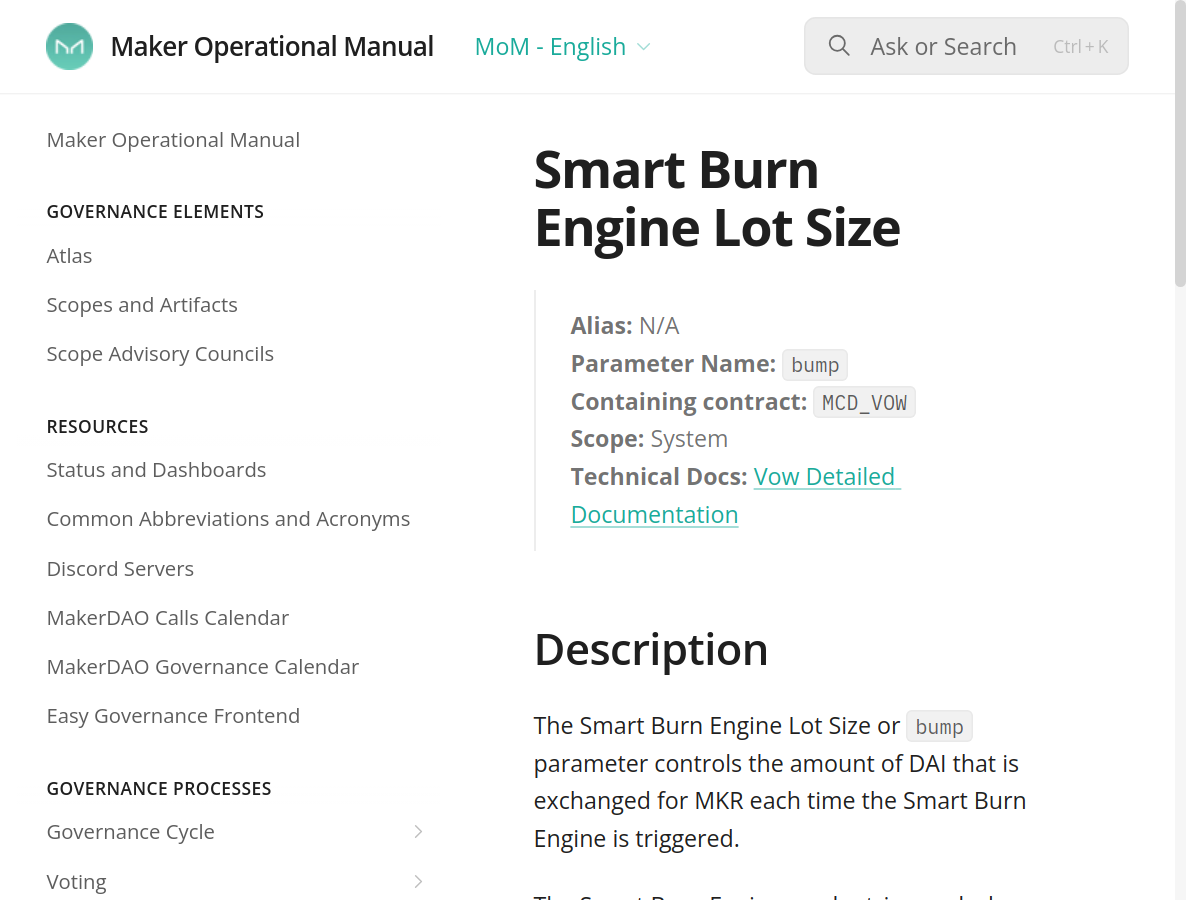 Maker Operational Manual
MoM - English
Ask or Search
Ctrl + K
Maker Operational Manual
GOVERNANCE ELEMENTS
Atlas
Scopes and Artifacts
Scope Advisory Councils
RESOURCES
Status and Dashboards
Common Abbreviations and Acronyms
Discord Servers
MakerDAO Calls Calendar
MakerDAO Governance Calendar
Easy Governance Frontend
GOVERNANCE PROCESSES
Governance Cycle
Voting
Smart Burn
Engine Lot Size
Alias: N/A
Parameter Name: bump
Containing contract: MCD_VOW
Scope: System
Technical Docs: Vow Detailed
Documentation
Description
The Smart Burn Engine Lot Size or bump
parameter controls the amount of DAI that is
exchanged for MKR each time the Smart Burn
Engine is triggered.